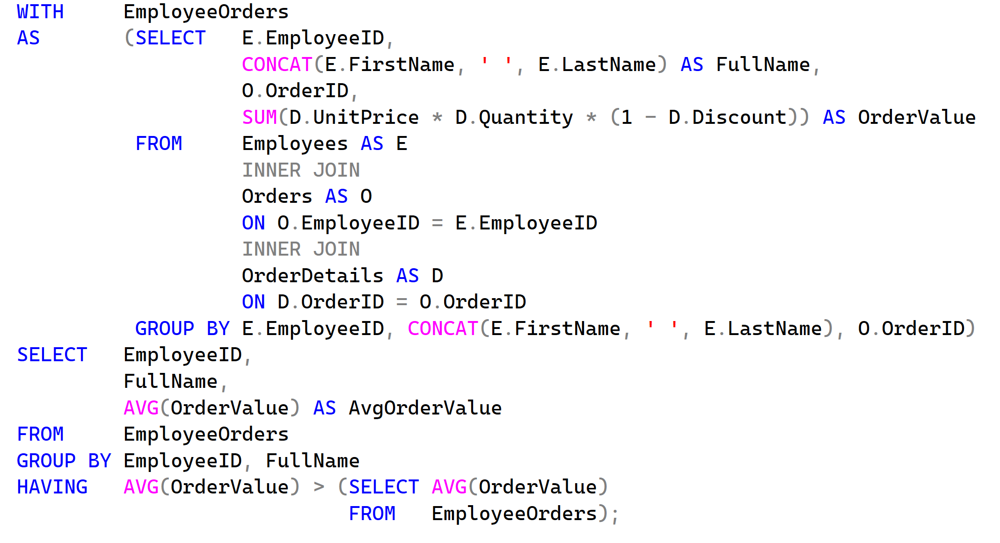 WITH     EmployeeOrders
AS       (SELECT   E.EmployeeID,
                   CONCAT(E.FirstName, ' ', E.LastName) AS FullName,
                   O.OrderID,
                   SUM(D.UnitPrice * D.Quantity * (1 - D.Discount)) AS OrderValue
          FROM     Employees AS E
                   INNER JOIN
                   Orders AS O
                   ON O.EmployeeID = E.EmployeeID
                   INNER JOIN
                   OrderDetails AS D
                   ON D.OrderID = O.OrderID
          GROUP BY E.EmployeeID, CONCAT(E.FirstName, ' ', E.LastName), O.OrderID)
SELECT   EmployeeID,
         FullName,
         AVG(OrderValue) AS AvgOrderValue
FROM     EmployeeOrders
GROUP BY EmployeeID, FullName
HAVING   AVG(OrderValue) > (SELECT AVG(OrderValue)
                            FROM   EmployeeOrders);